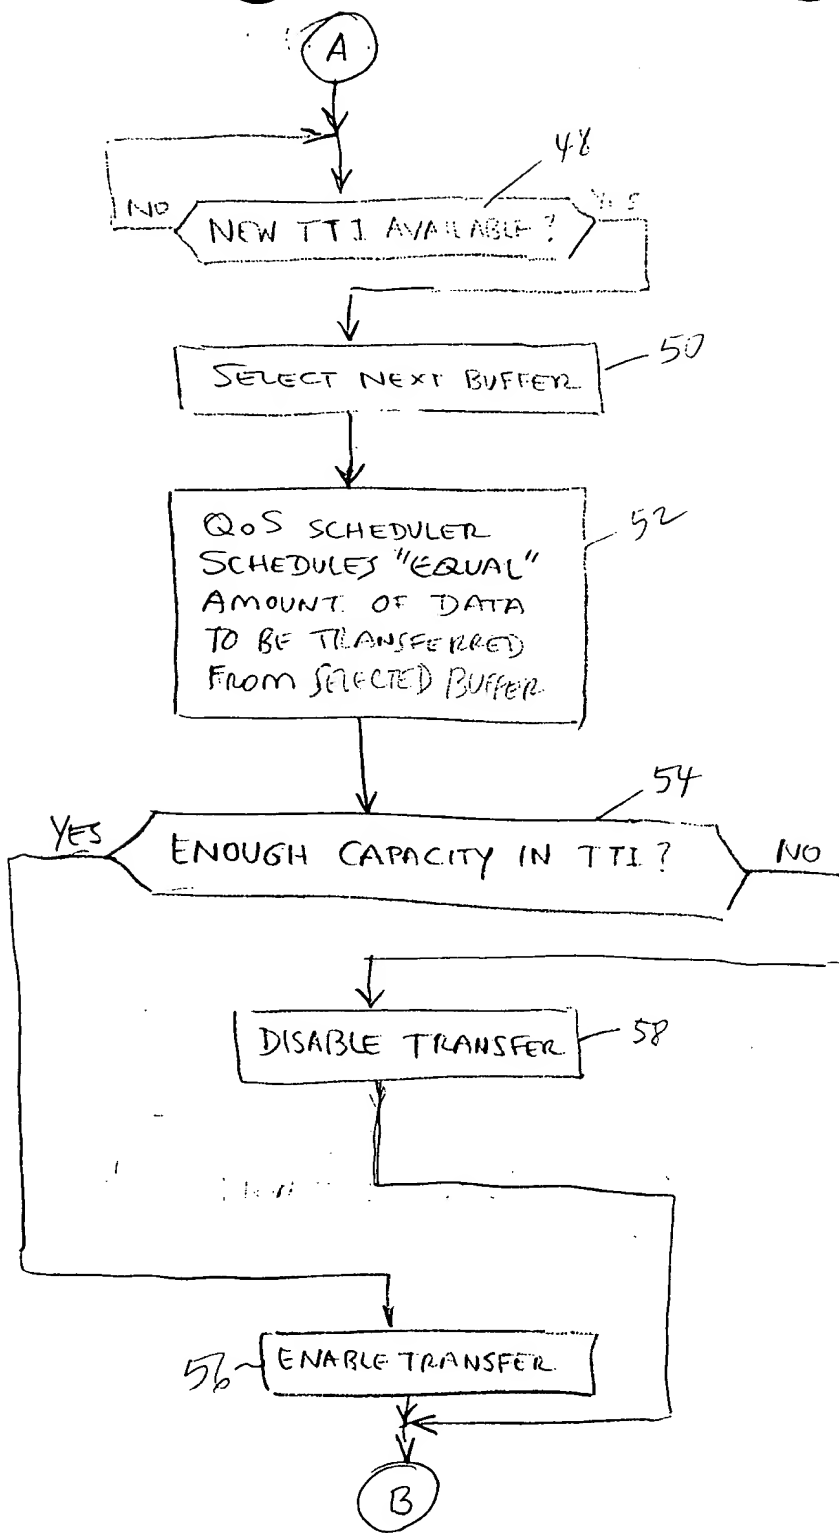 A
48
NO
YES
NEW TTI AVAILABLE?
50
SELECT NEXT BUFFER
52
QoS SCHEDULER
SCHEDULES "EQUAL"
AMOUNT OF DATA
TO BE TRANSFERRED
FROM SELECTED BUFFER
54
YES
ENOUGH CAPACITY IN TTI?
NO
DISABLE TRANSFER
58
56
ENABLE TRANSFER
B